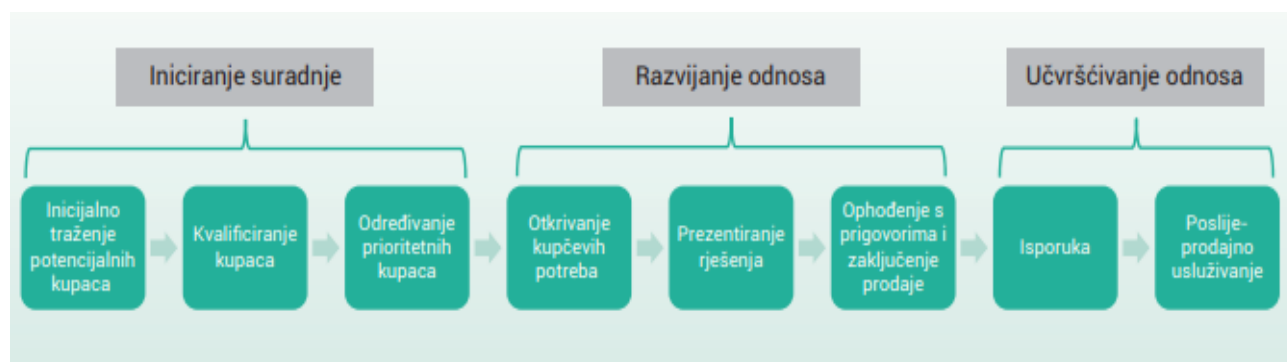 Iniciranje suradnje
Razvijanje odnosa
Učvršćivanje odnosa
Inicijalno
traženje
potencijalnih
kupaca
Kvalificiranje
kupaca
Određivanje
prioritetnih
kupaca
Otkrivanje
kupčevih
potreba
Prezentiranje
rješenja
Ophođenje s
prigovorima i
zaključenje
prodaje
Isporuka
Poslije-
prodajno
usluživanje